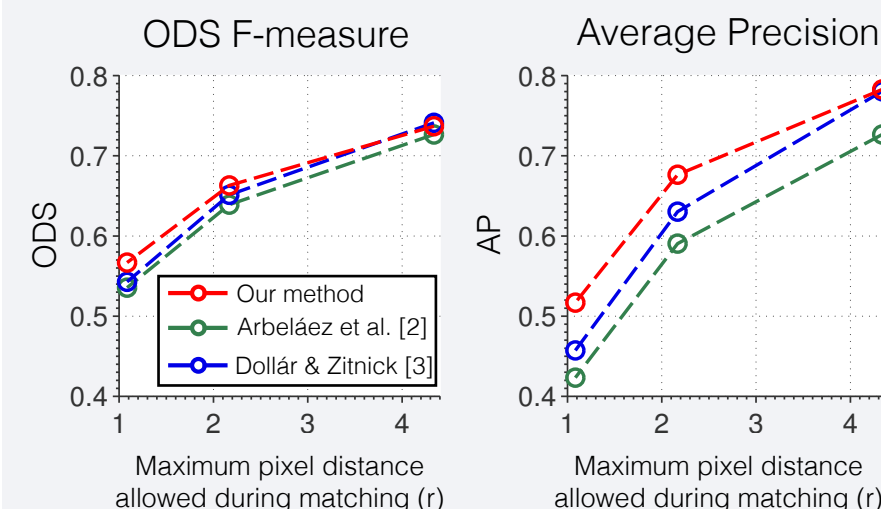 ODS F-measure
ODS
0.8
0.7
0.6
0.5
0.4
1 2 3 4
Our method
Arbeláez et al. [2]
Dollár & Zitnick [3]
Maximum pixel distance
allowed during matching (r)
Average Precision
AP
0.8
0.7
0.6
0.5
0.4
1 2 3 4
Maximum pixel distance
allowed during matching (r)